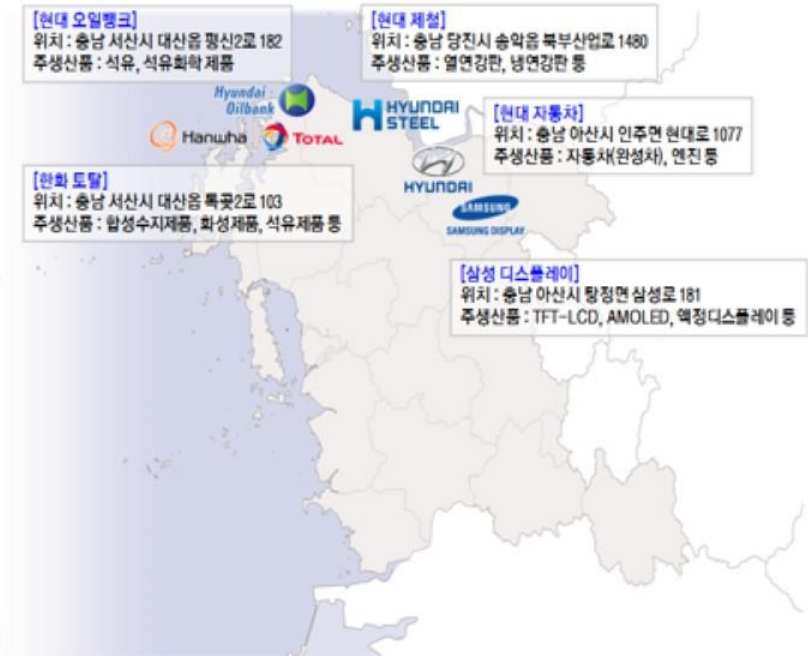 [현대 오일뱅크]
위치 : 충남 서산시 대산읍 평신2로 182
주생산품 : 석유, 석유화학 제품
[현대 제철]
위치 : 충남 당진시 송악읍 북부산업로 1480
주생산품 : 열연강판, 냉연강판 등
Hyundai
Oilbank
Hanwha
TOTAL
HYUNDAI
STEEL
[현대 자동차]
위치 : 충남 아산시 인주면 현대로 1077
주생산품 : 자동차(완성차), 엔진 등
HYUNDAI
[한화 토탈]
위치 : 충남 서산시 대산읍 독곶2로 103
주생산품 : 합성수지제품, 화성제품, 석유제품 등
SAMSUNG
SAMSUNG DISPLAY
[삼성 디스플레이]
위치 : 충남 아산시 탕정면 삼성로 181
주생산품 : TFT-LCD, AMOLED, 액정디스플레이 등